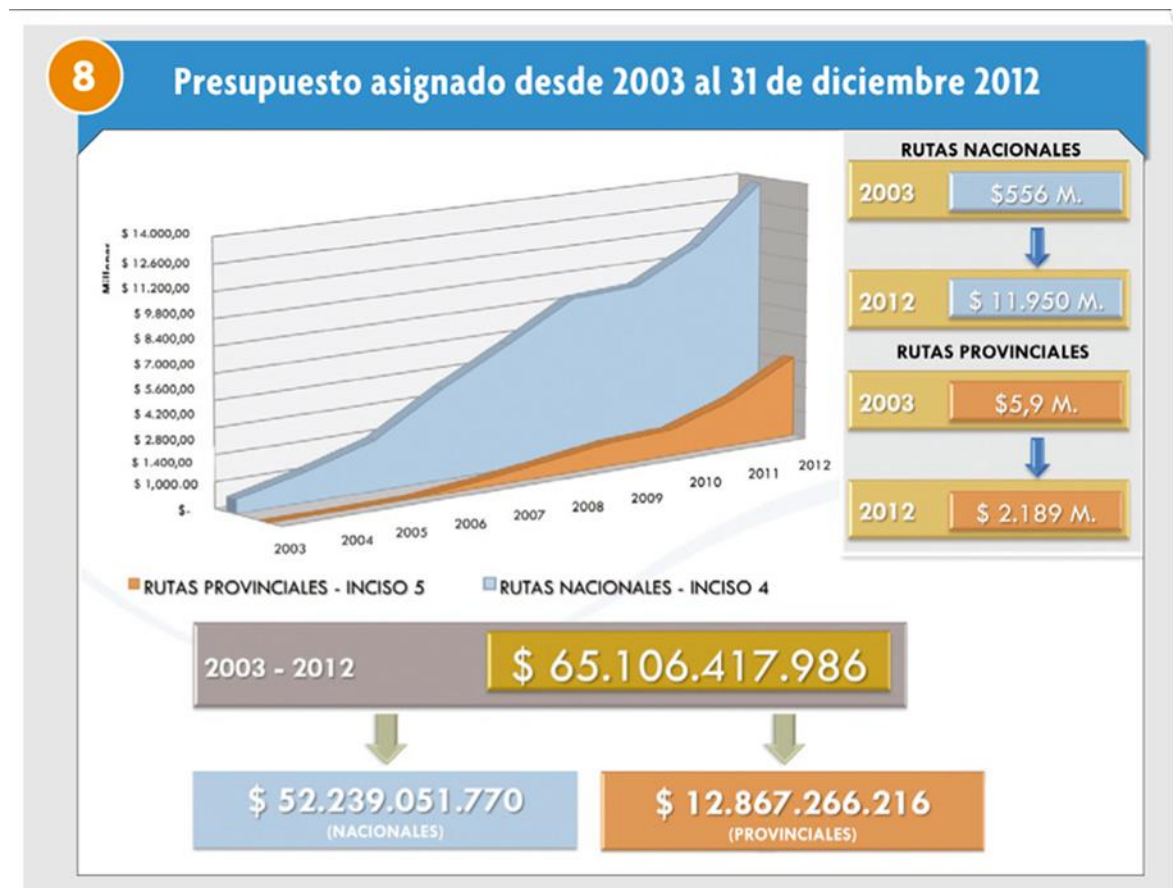 8
Presupuesto asignado desde 2003 al 31 de diciembre 2012
Millones
$ 14.000,00
$ 12.600,00
$ 11.200,00
$ 9.800,00
$ 8.400,00
$ 7.000,00
$ 5.600,00
$ 4.200,00
$ 2.800,00
$ 1.400,00
$ 1,000.00
$-
2003
2004
2005
2006
2007
2008
2009
2010
2011
2012
RUTAS PROVINCIALES - INCISO 5
RUTAS NACIONALES - INCISO 4
RUTAS NACIONALES
2003 $556 M.
2012 $ 11.950 M.
RUTAS PROVINCIALES
2003 $5,9 M.
2012 $ 2.189 M.
2003 - 2012 $ 65.106.417.986
$ 52.239.051.770
(NACIONALES)
$ 12.867.266.216
(PROVINCIALES)